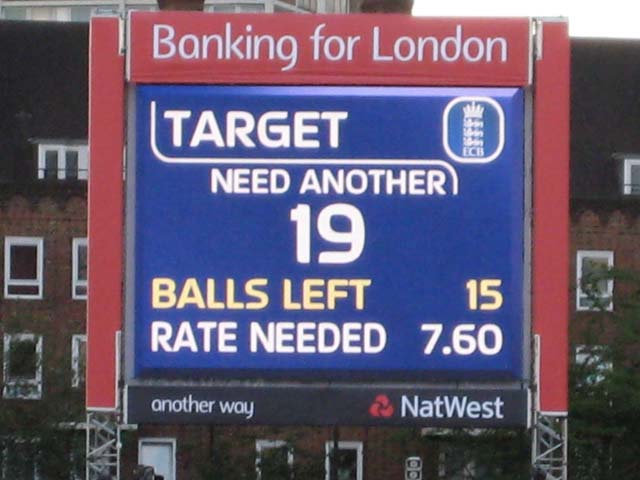 Banking for London
TARGET
ECB
NEED ANOTHER
19
BALLS LEFT 15
RATE NEEDED 7.60
another way NatWest